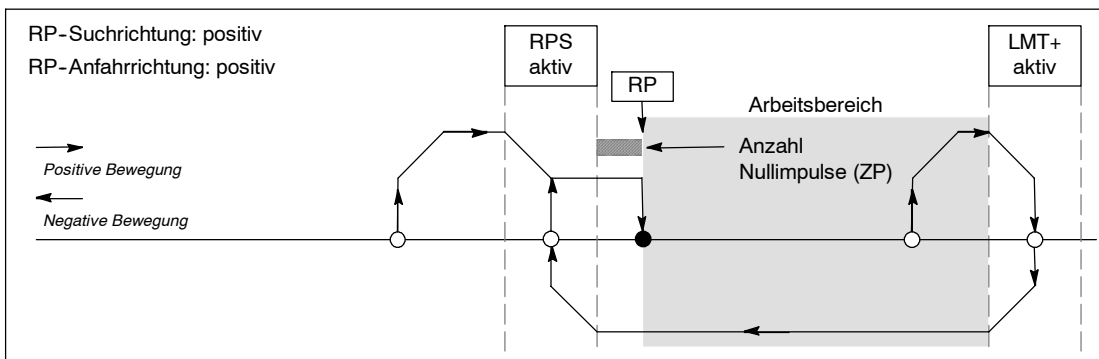 RP-Suchrichtung: positiv
RP-Anfahrrichtung: positiv
RPS
aktiv
LMT+
aktiv
RP
Arbeitsbereich
Anzahl
Nullimpulse (ZP)
Positive Bewegung
Negative Bewegung